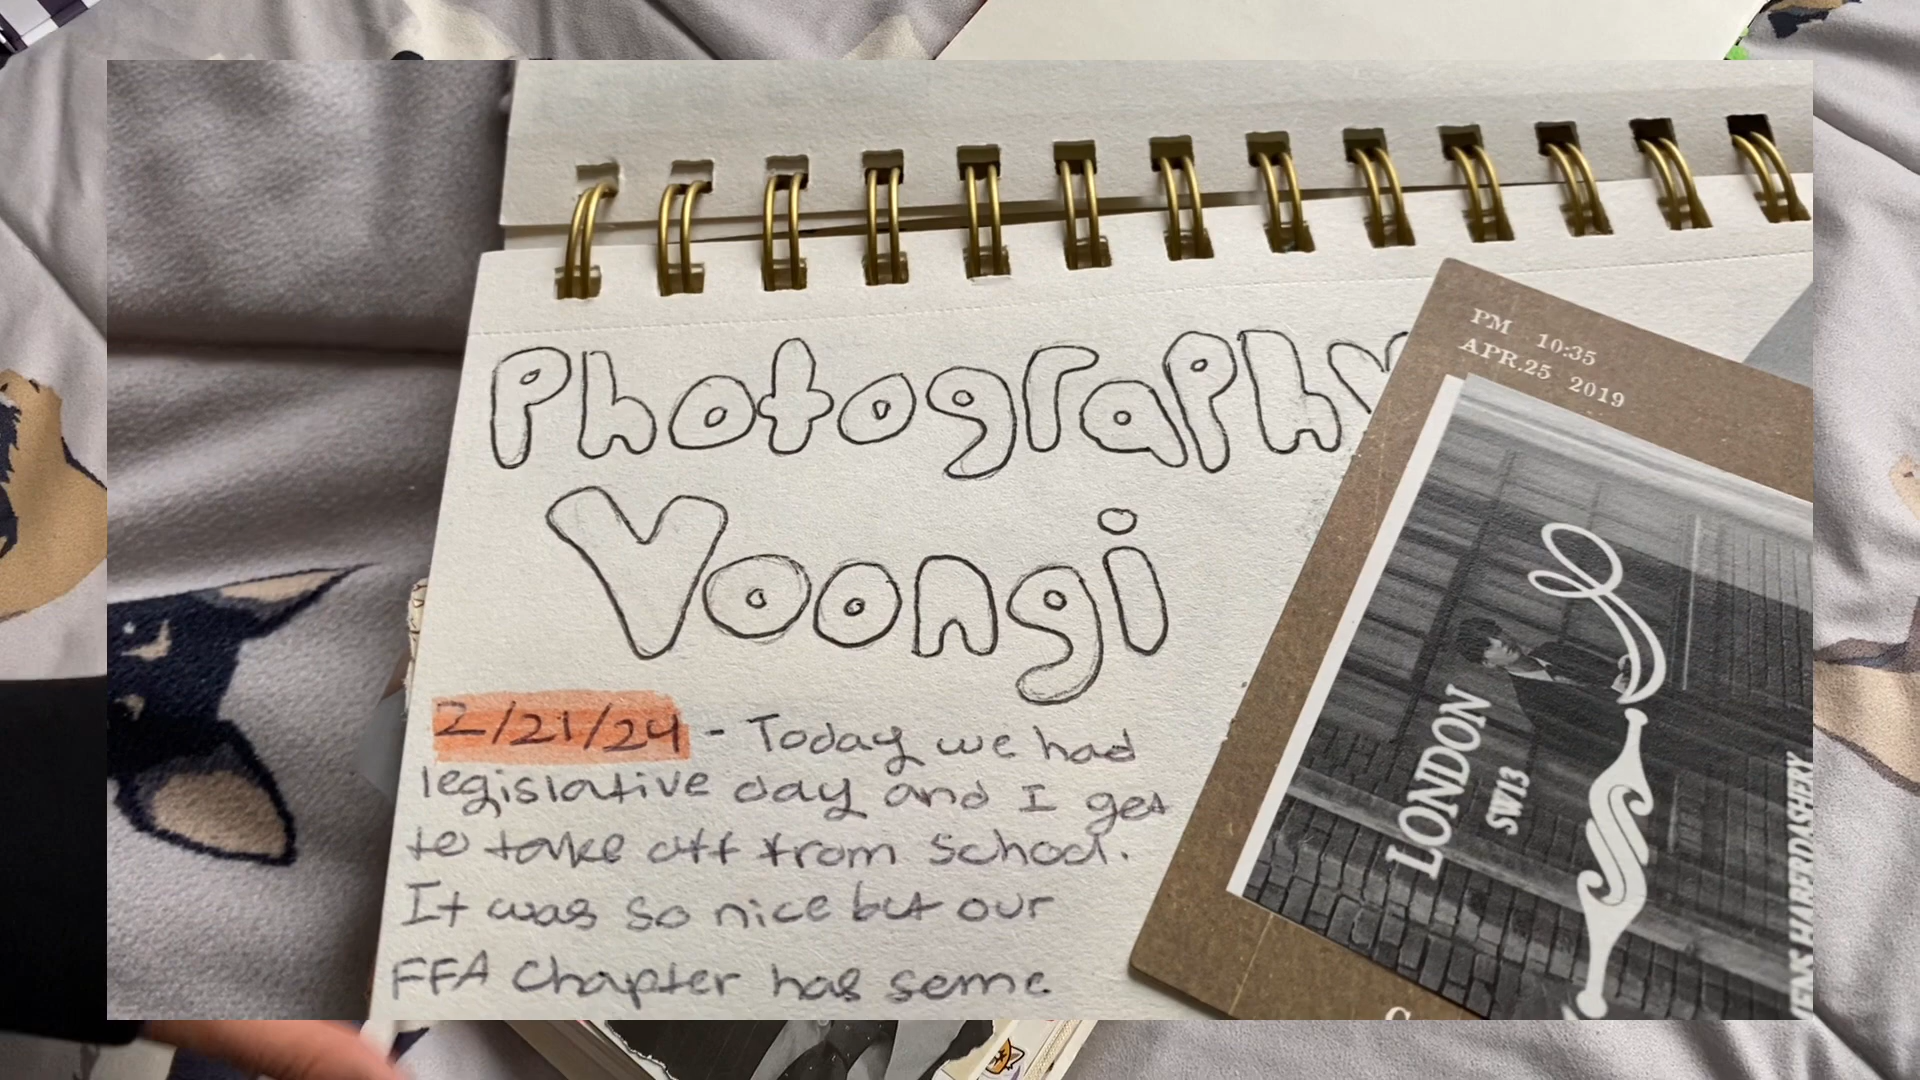 Photography
Yoongi
2/21/24 - Today we had
legislative day and I get
to take off from school.
It was so nice but our
FFA Chapter has some
PM 10:35
APR.25 2019
LONDON
SW13
HABERDASHERY